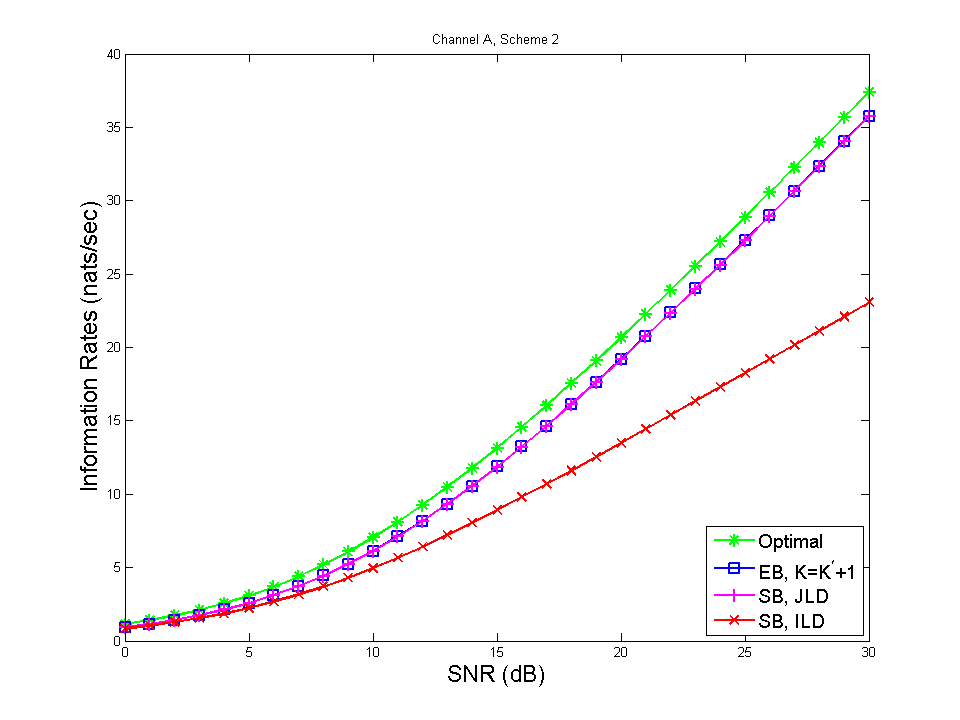 Channel A, Scheme 2
40
35
30
25
20
15
10
5
0
Information Rates (nats/sec)
0 5 10 15 20 25 30
SNR (dB)
Optimal
EB, K=K'+1
SB, JLD
SB, ILD